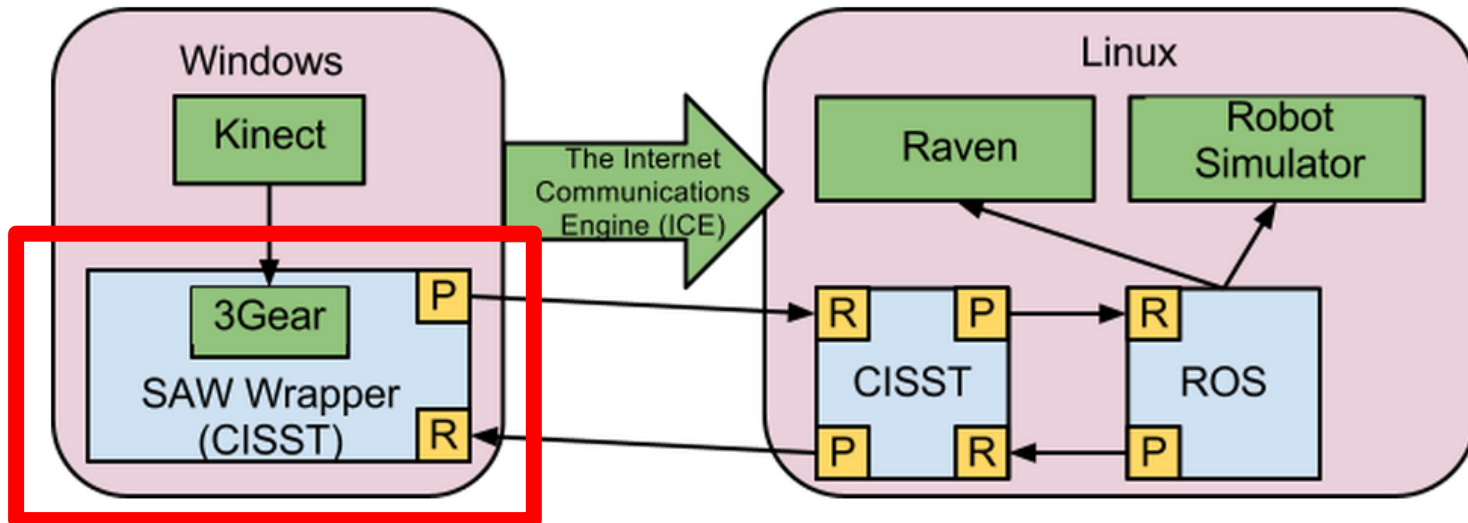 Windows
Kinect
3Gear
P
SAW Wrapper
(CISST)
R
The Internet
Communications
Engine (ICE)
Linux
Raven
Robot
Simulator
R
P
CISST
P
R
R
ROS
P